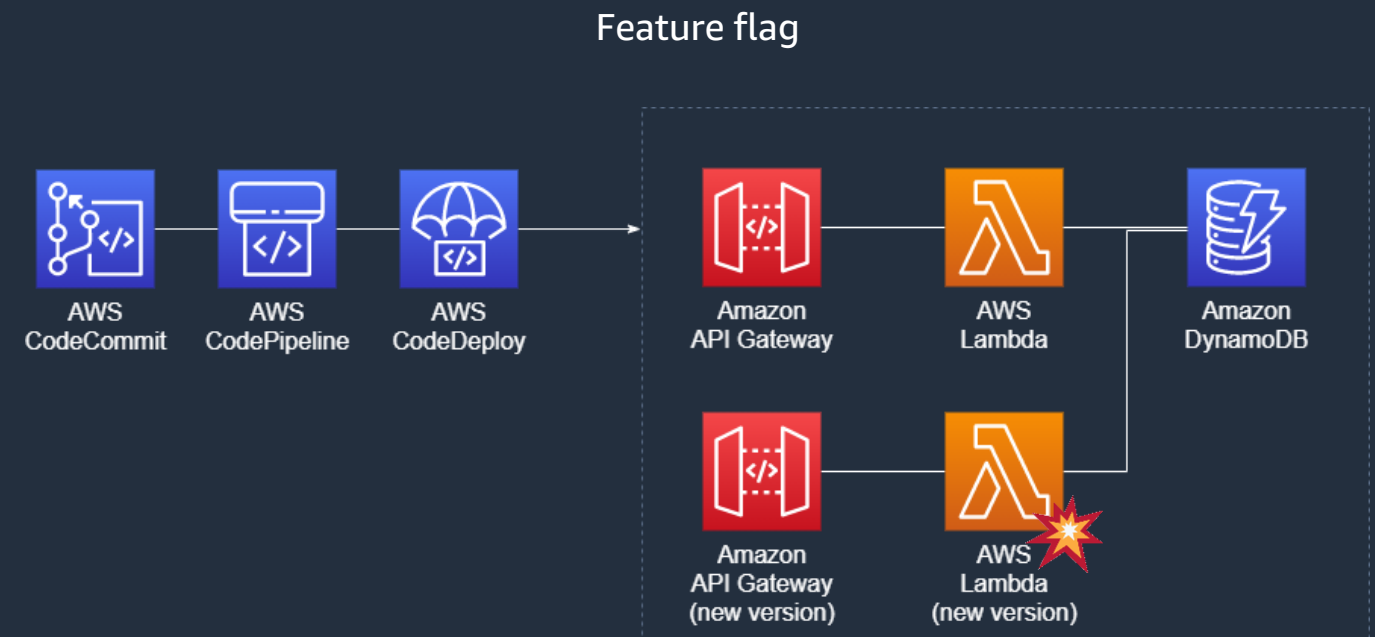 Feature flag
AWS
CodeCommit
AWS
CodePipeline
AWS
CodeDeploy
Amazon
API Gateway
AWS
Lambda
Amazon
DynamoDB
Amazon
API Gateway
(new version)
AWS
Lambda
(new version)